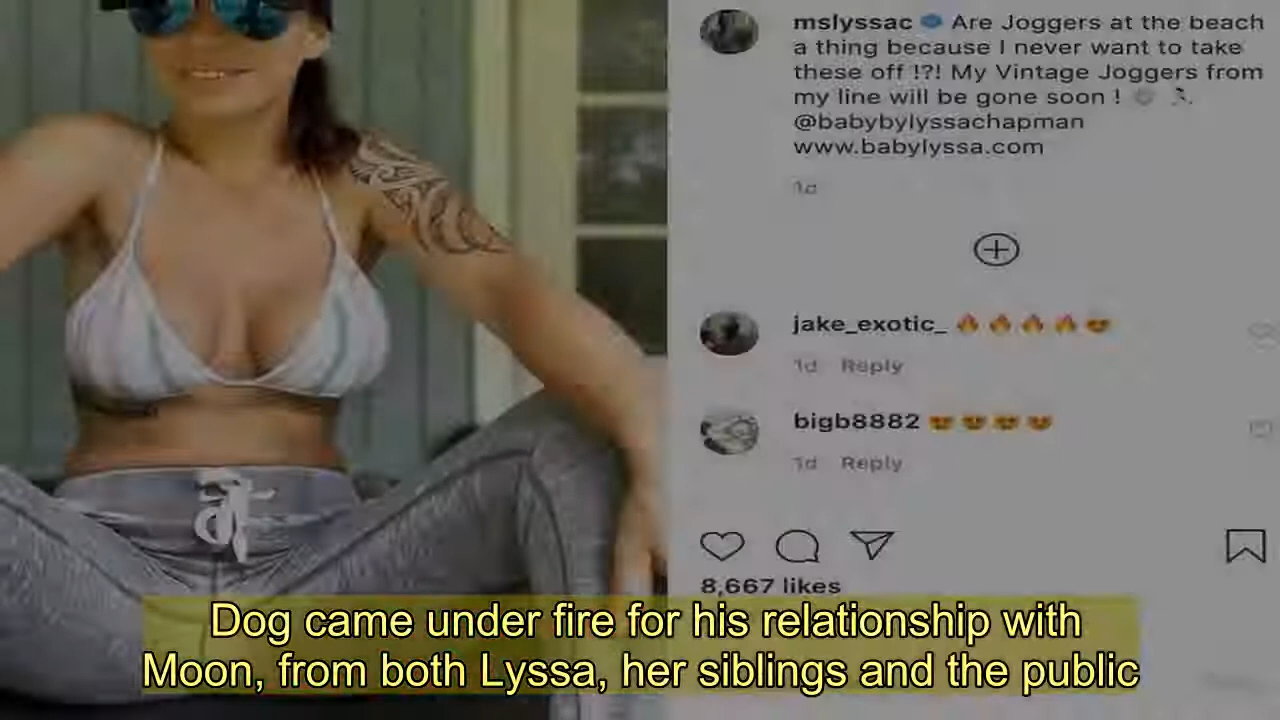 mslyssac Are Joggers at the beach
a thing because I never want to take
these off !?! My Vintage Joggers from
my line will be gone soon !
@babybylyssachapman
www.babylyssa.com
1d
jake_exotic_
1d Reply
bigb8882
1d Reply
8,667 likes
Dog came under fire for his relationship with
Moon, from both Lyssa, her siblings and the public